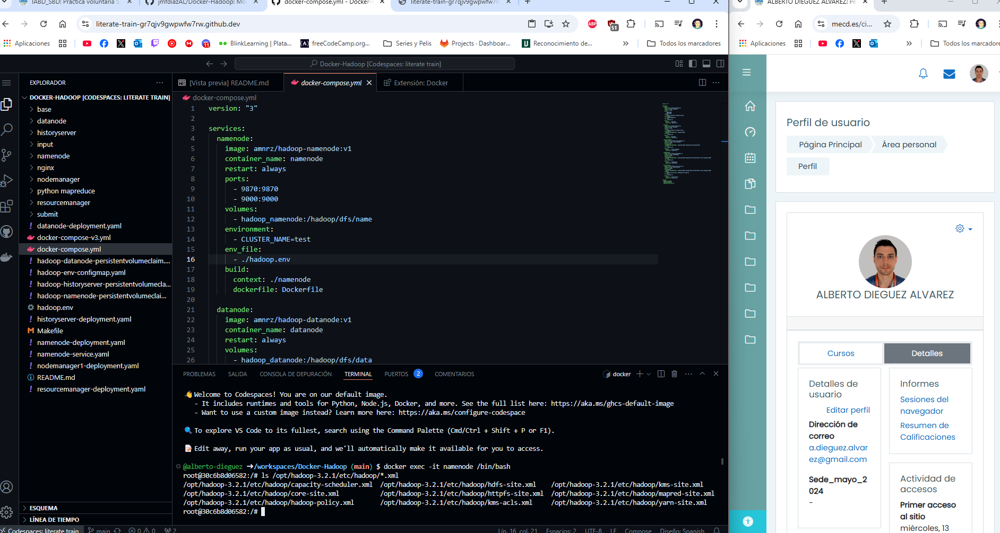 IABD_SBD: Práctica voluntaria S
jmfdiazAL/Docker-Hadoop: Mo
docker-compose.yml - Docker-H
literate-train-gr7qjv9gwpwfw7r
ALBERTO DIEGUEZ ALVAREZ: Pe
literate-train-gr7qjv9gwpwfw7rw.github.dev
mecd.es/ci...
Aplicaciones
BlinkLearning | Plata...
freeCodeCamp.org...
Series y Pelis
Projects · Dashboar...
Reconocimiento de...
Todos los marcadores
Aplicaciones
Todos los marcadore
Docker-Hadoop [Codespaces: literate train]
EXPLORADOR
DOCKER-HADOOP [CODESPACES: LITERATE TRAIN]
base
datanode
historyserver
input
namenode
nginx
nodemanager
python mapreduce
resourcemanager
submit
datanode-deployment.yaml
docker-compose-v3.yml
docker-compose.yml
hadoop-datanode-persistentvolumeclaim....
hadoop-env-configmap.yaml
hadoop-historyserver-persistentvolumecla...
hadoop-namenode-persistentvolumeclai...
hadoop.env
historyserver-deployment.yaml
Makefile
namenode-deployment.yaml
namenode-service.yaml
nodemanager1-deployment.yaml
README.md
resourcemanager-deployment.yaml
ESQUEMA
LÍNEA DE TIEMPO
[Vista previa] README.md
docker-compose.yml
Extensión: Docker
docker-compose.yml
1 version: "3"
2
3 services:
4 namenode:
5 image: amnrz/hadoop-namenode:v1
6 container_name: namenode
7 restart: always
8 ports:
9 - 9870:9870
10 - 9000:9000
11 volumes:
12 - hadoop_namenode:/hadoop/dfs/name
13 environment:
14 - CLUSTER_NAME=test
15 env_file:
16 - ./hadoop.env
17 build:
18 context: ./namenode
19 dockerfile: Dockerfile
20
21 datanode:
22 image: amnrz/hadoop-datanode:v1
23 container_name: datanode
24 restart: always
25 volumes:
26 - hadoop_datanode:/hadoop/dfs/data
PROBLEMAS
SALIDA
CONSOLA DE DEPURACIÓN
TERMINAL
PUERTOS 2
COMENTARIOS
docker
Welcome to Codespaces! You are on our default image.
- It includes runtimes and tools for Python, Node.js, Docker, and more. See the full list here: https://aka.ms/ghcs-default-image
- Want to use a custom image instead? Learn more here: https://aka.ms/configure-codespace
To explore VS Code to its fullest, search using the Command Palette (Cmd/Ctrl + Shift + P or F1).
Edit away, run your app as usual, and we'll automatically make it available for you to access.
@alberto-dieguez ➜/workspaces/Docker-Hadoop (main) $ docker exec -it namenode /bin/bash
root@30c6b8d06582:/# ls /opt/hadoop-3.2.1/etc/hadoop/*.xml
/opt/hadoop-3.2.1/etc/hadoop/capacity-scheduler.xml /opt/hadoop-3.2.1/etc/hadoop/hdfs-site.xml /opt/hadoop-3.2.1/etc/hadoop/kms-site.xml
/opt/hadoop-3.2.1/etc/hadoop/core-site.xml /opt/hadoop-3.2.1/etc/hadoop/httpfs-site.xml /opt/hadoop-3.2.1/etc/hadoop/mapred-site.xml
/opt/hadoop-3.2.1/etc/hadoop/hadoop-policy.xml /opt/hadoop-3.2.1/etc/hadoop/kms-acls.xml /opt/hadoop-3.2.1/etc/hadoop/yarn-site.xml
root@30c6b8d06582:/#
Codespaces: literate train
main
0 0
2
Lín. 16, col. 21
Espacios: 2
UTF-8
LF
Compose
Diseño: Spanish
Perfil de usuario
Página Principal
Área personal
Perfil
ALBERTO DIEGUEZ ALVAREZ
Cursos
Detalles
Detalles de
usuario
Editar perfil
Dirección de
correo
a.dieguez.alvar
ez@gmail.com
Sede_mayo_2
024
-
Informes
Sesiones del
navegador
Resumen de
Calificaciones
Actividad de
accesos
Primer acceso
al sitio
miércoles, 13